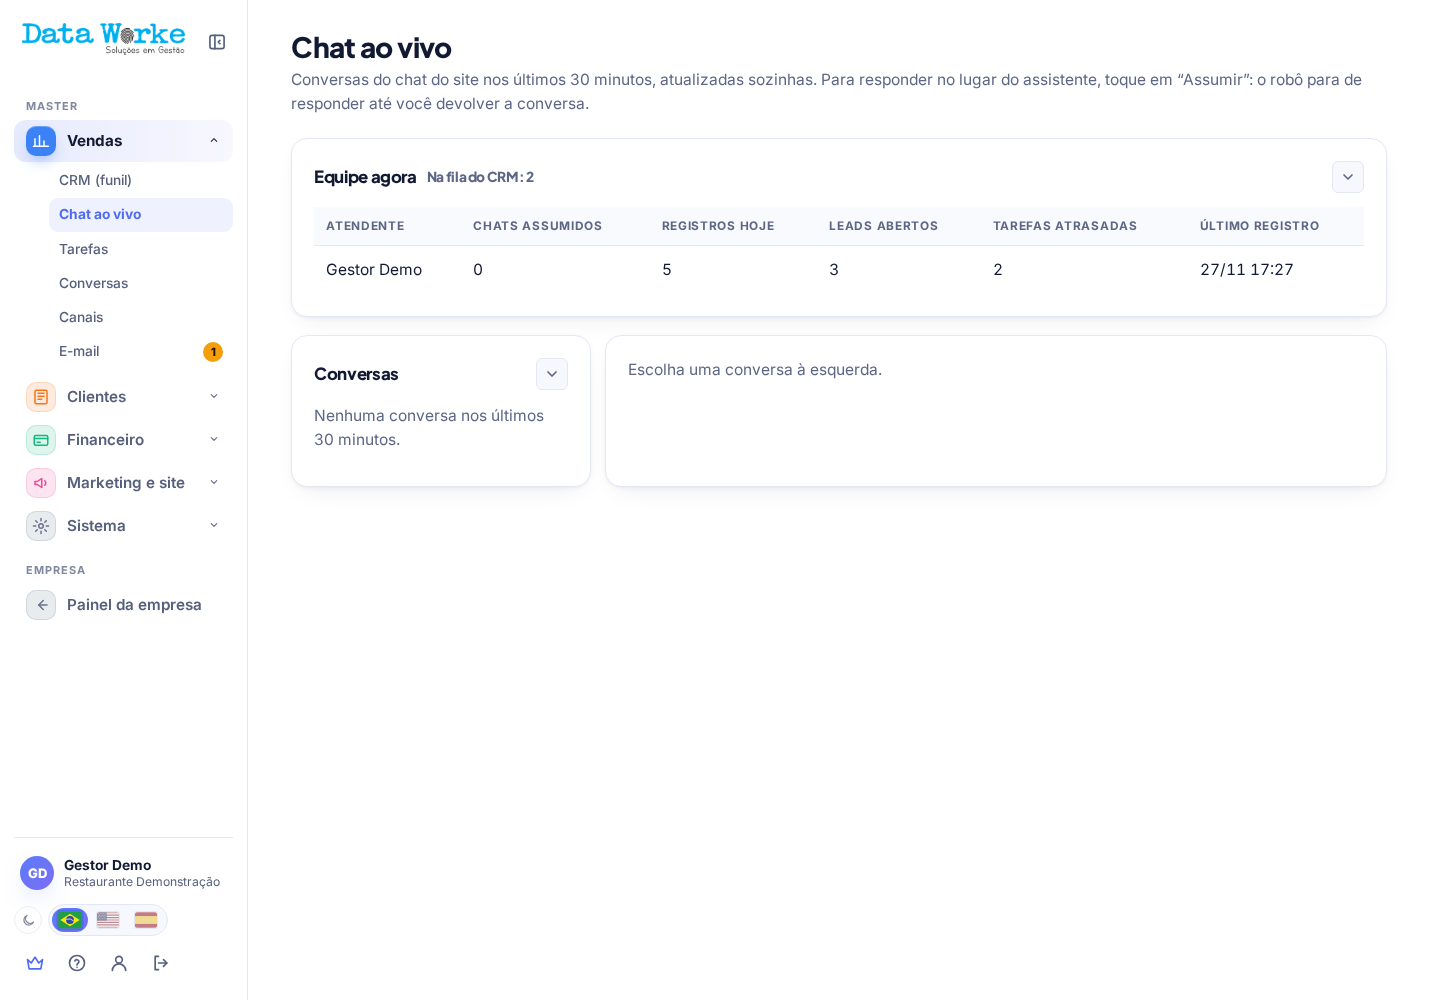 Data Worke
Soluções em Gestão
MASTER
Vendas
CRM (funil)
Chat ao vivo
Tarefas
Conversas
Canais
E-mail 1
Clientes
Financeiro
Marketing e site
Sistema
EMPRESA
Painel da empresa
GD
Gestor Demo
Restaurante Demonstração
Chat ao vivo
Conversas do chat do site nos últimos 30 minutos, atualizadas sozinhas. Para responder no lugar do assistente, toque em “Assumir”: o robô para de
responder até você devolver a conversa.
Equipe agora Na fila do CRM: 2
ATENDENTE CHATS ASSUMIDOS REGISTROS HOJE LEADS ABERTOS TAREFAS ATRASADAS ÚLTIMO REGISTRO
Gestor Demo 0 5 3 2 27/11 17:27
Conversas
Nenhuma conversa nos últimos
30 minutos.
Escolha uma conversa à esquerda.